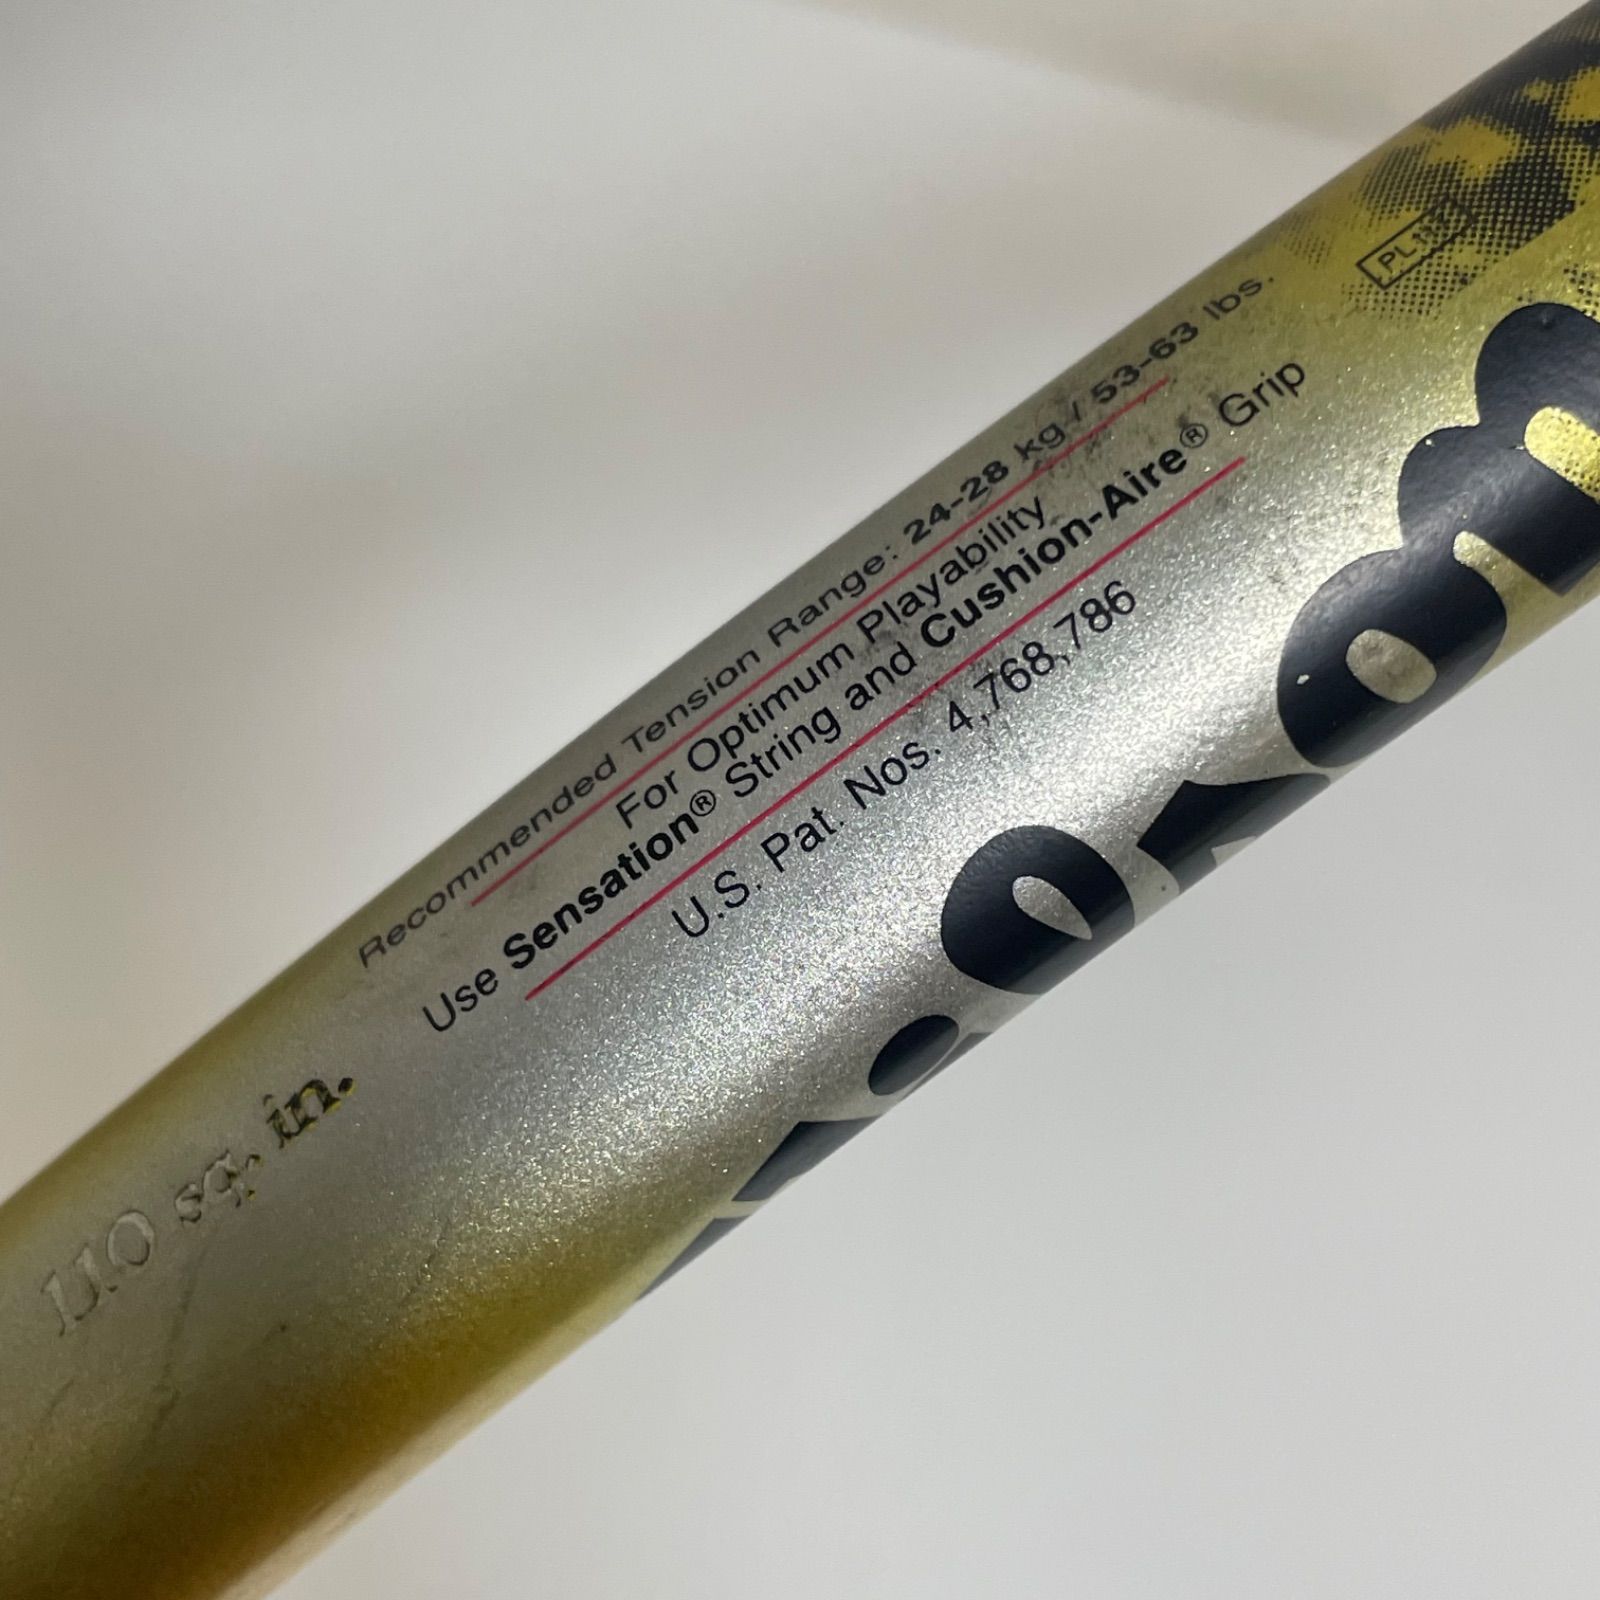 Recommended Tension Range: 24-28 kg / 53-63 lbs.
For Optimum Playability
Use Sensation® String and Cushion-Aire® Grip
U.S. Pat. Nos. 4,768,786
110 sq. in.